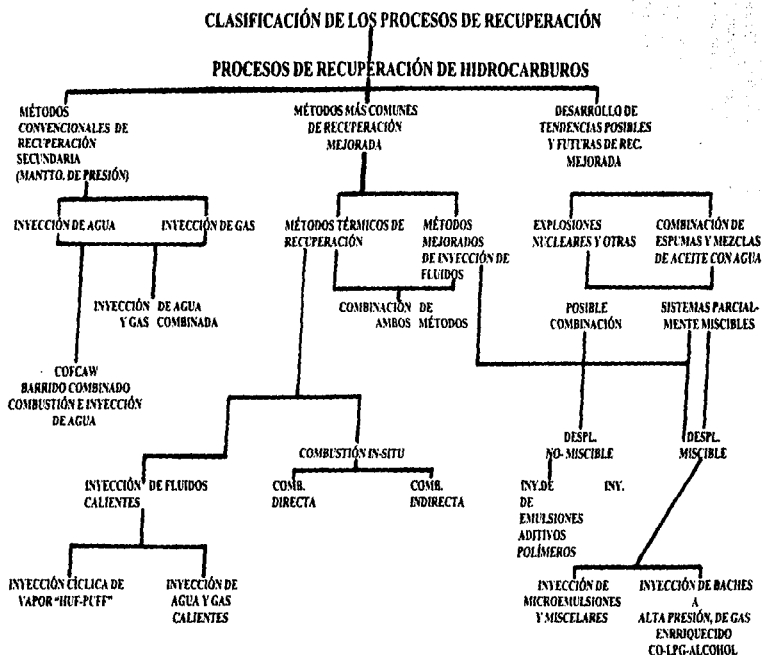 CLASIFICACIÓN DE LOS PROCESOS DE RECUPERACIÓN
PROCESOS DE RECUPERACIÓN DE HIDROCARBUROS
MÉTODOS
CONVENCIONALES DE
RECUPERACIÓN
SECUNDARIA
(MANTTO. DE PRESIÓN)
MÉTODOS MÁS COMUNES
DE RECUPERACIÓN
MEJORADA
DESARROLLO DE
TENDENCIAS POSIBLES
Y FUTURAS DE REC.
MEJORADA
INYECCIÓN DE AGUA
INYECCIÓN DE GAS
MÉTODOS TÉRMICOS DE
RECUPERACIÓN
MÉTODOS
MEJORADOS
DE INYECCIÓN DE
FLUIDOS
EXPLOSIONES
NUCLEARES Y OTRAS
COMBINACIÓN DE
ESPUMAS Y MEZCLAS
DE ACEITE CON AGUA
INYECCIÓN DE AGUA
Y GAS COMBINADA
COMBINACIÓN DE
AMBOS MÉTODOS
POSIBLE
COMBINACIÓN
SISTEMAS PARCIAL-
MENTE MISCIBLES
COFCAW
BARRIDO COMBINADO
COMBUSTIÓN E INYECCIÓN
DE AGUA
DESPL.
NO- MISCIBLE
DESPL.
MISCIBLE
COMBUSTIÓN IN-SITU
INYECCIÓN DE FLUIDOS
CALIENTES
COMB.
DIRECTA
COMB.
INDIRECTA
INY.DE INY.
DE
EMULSIONES
ADITIVOS
POLÍMEROS
INYECCIÓN CÍCLICA DE
VAPOR "HUF-PUFF"
INYECCIÓN DE
AGUA Y GAS
CALIENTES
INYECCIÓN DE
MICROEMULSIONES
Y MISCELARES
INYECCIÓN DE BACHES
A
ALTA PRESIÓN, DE GAS
ENRRIQUECIDO
CO-LPG-ALCOHOL